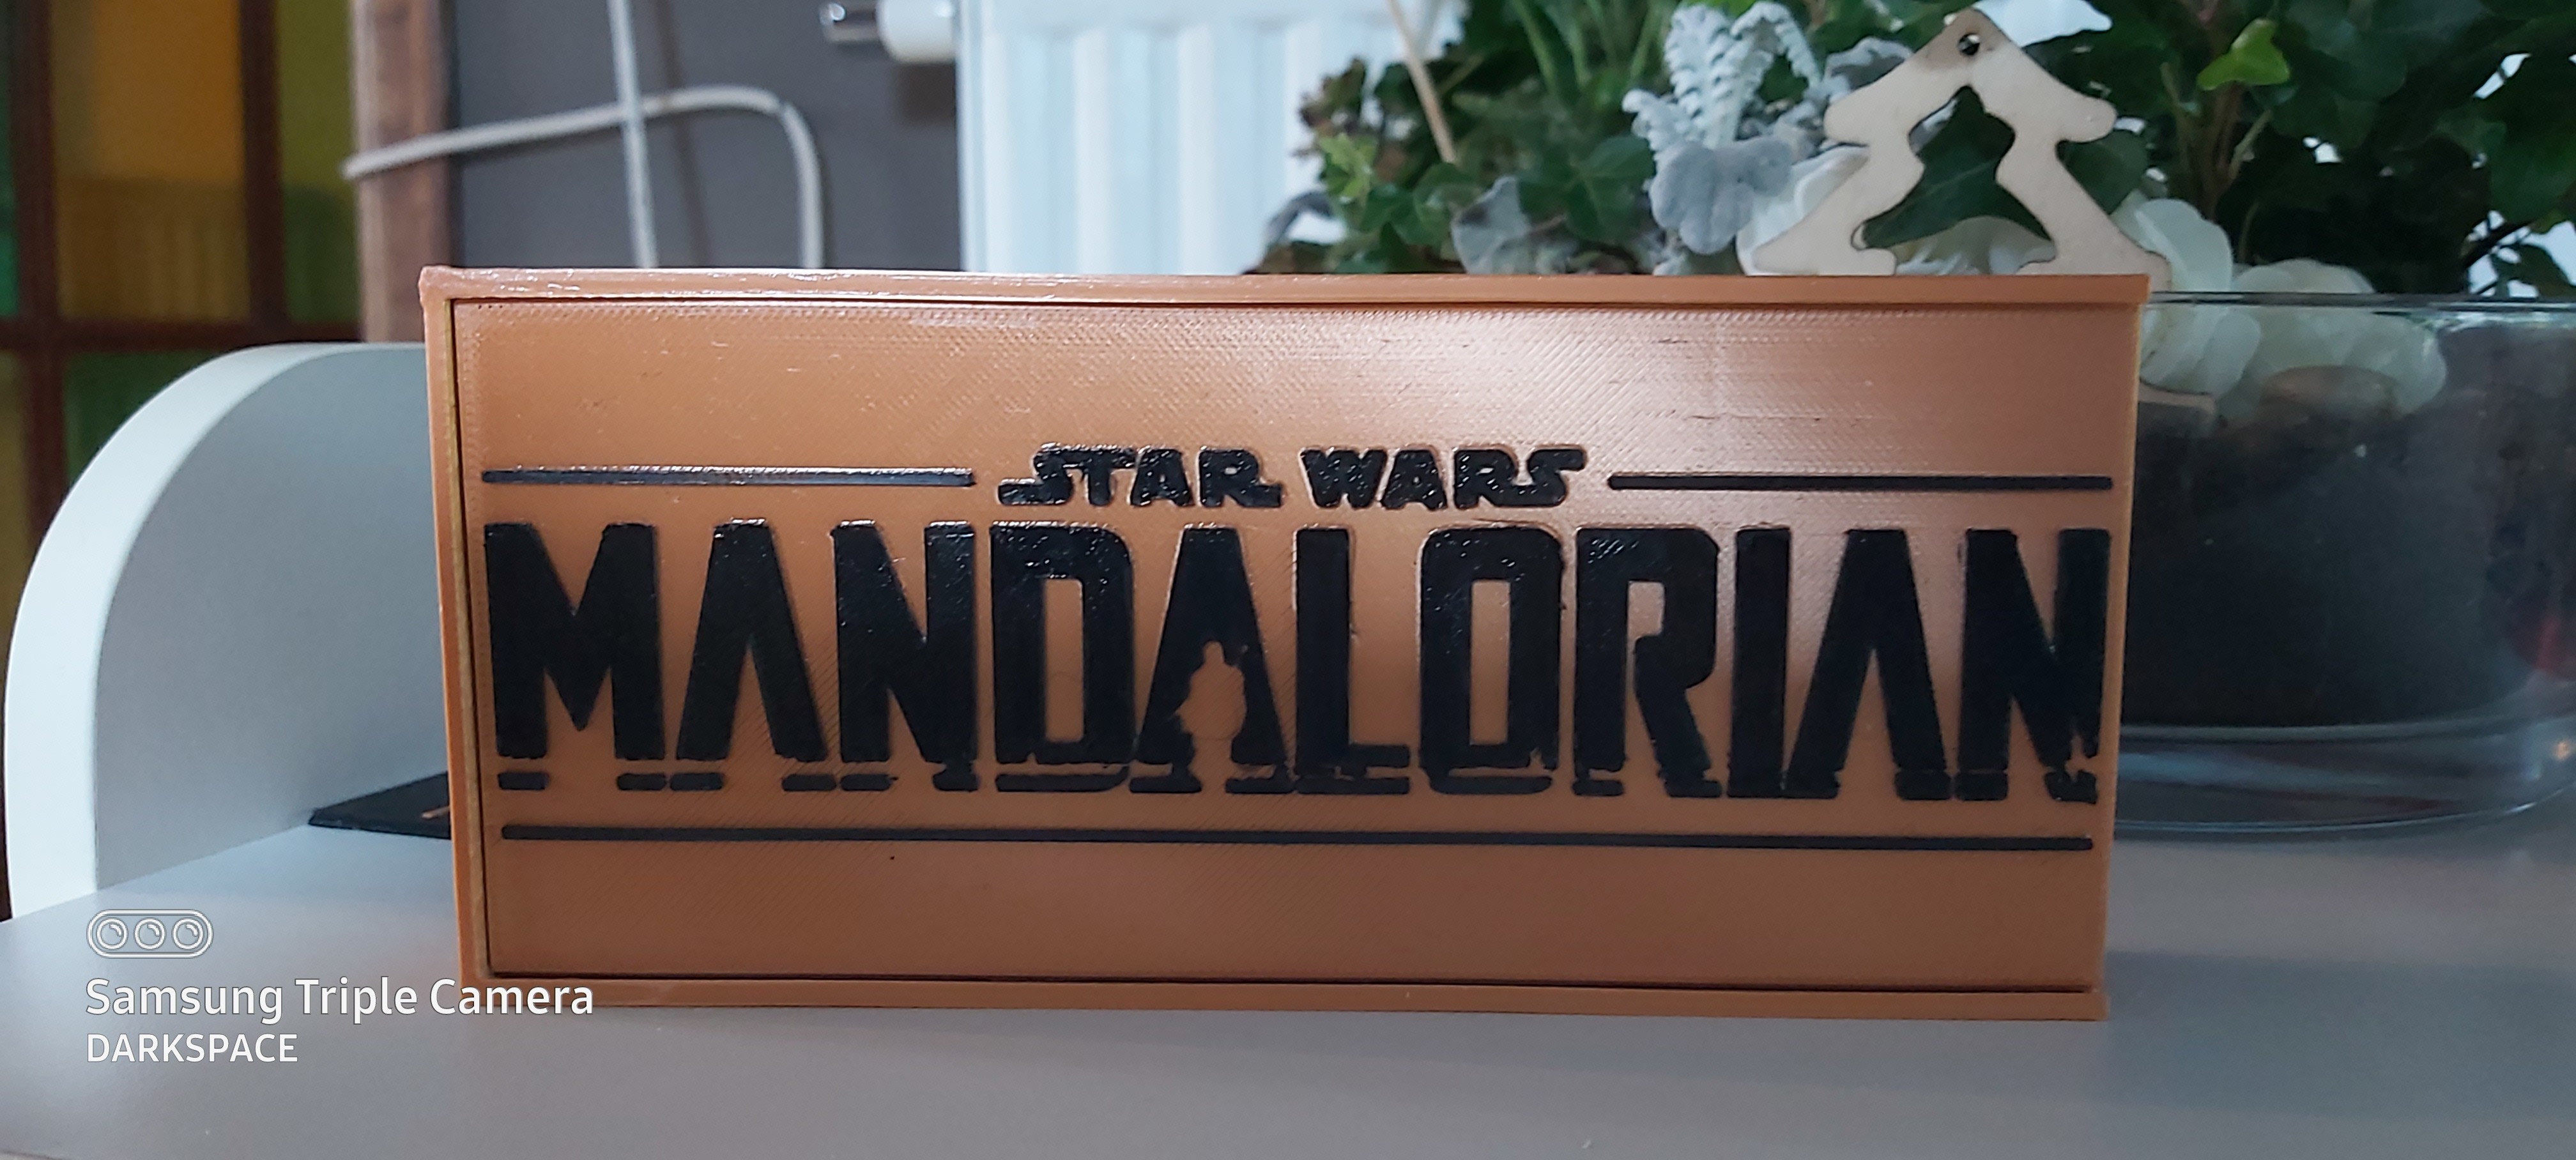 STAR WARS
MANDALORIAN
Samsung Triple Camera
DARKSPACE